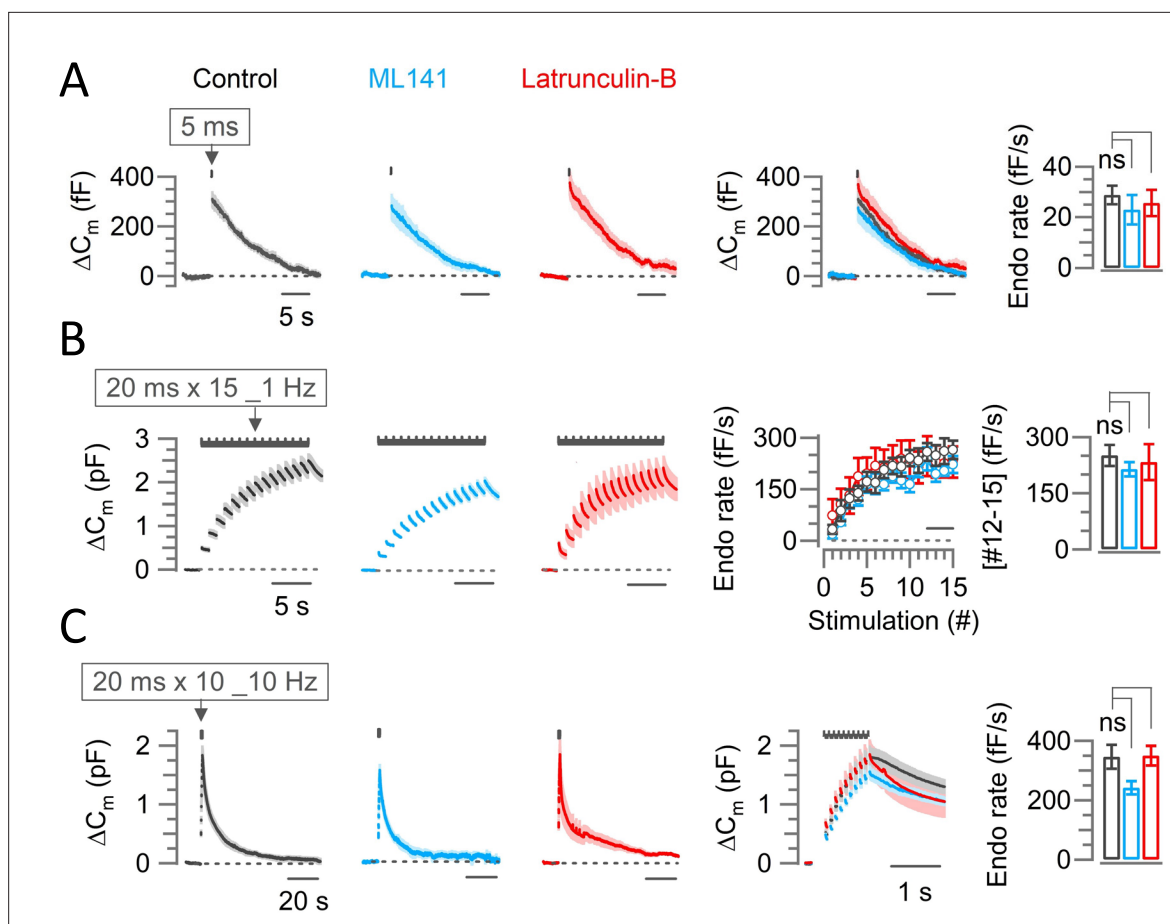 A
Control ML141 Latrunculin-B
5 ms
ΔCm (fF)
400
200
0
5 s
ΔCm (fF)
400
200
0
Endo rate (fF/s)
40
20
0
ns
B
20 ms x 15 _1 Hz
ΔCm (pF)
3
2
1
0
5 s
Endo rate (fF/s)
300
150
0
0 5 10 15
Stimulation (#)
[#12-15] (fF/s)
300
150
0
ns
C
20 ms x 10 _10 Hz
ΔCm (pF)
2
1
0
20 s
ΔCm (pF)
2
1
0
1 s
Endo rate (fF/s)
400
200
0
ns